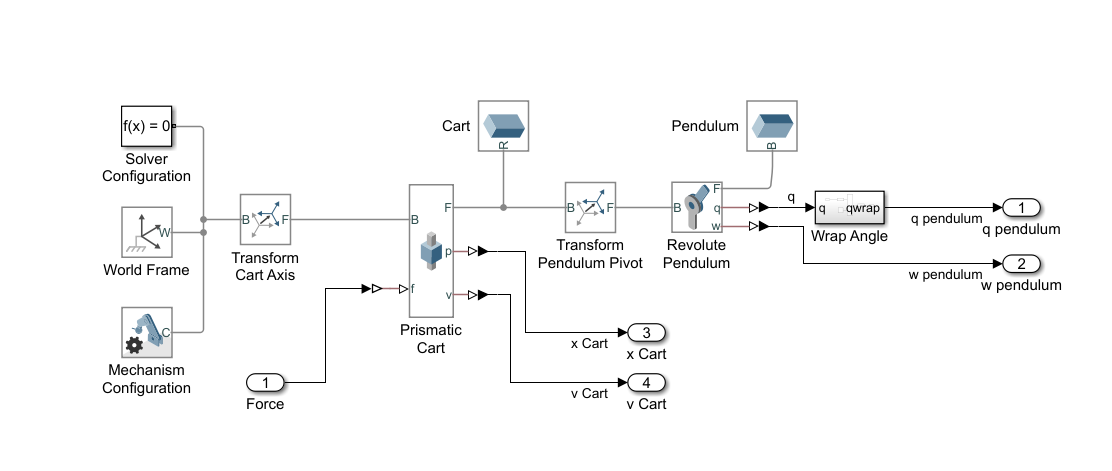 f(x) = 0
Solver
Configuration
W
World Frame
C
Mechanism
Configuration
B
F
Transform
Cart Axis
1
Force
Cart
R
B
F
p
f
v
Prismatic
Cart
B
F
Transform
Pendulum Pivot
Pendulum
B
B
F
q
w
Revolute
Pendulum
q
q
qwrap
Wrap Angle
q pendulum
1
q pendulum
w pendulum
2
w pendulum
x Cart
3
x Cart
v Cart
4
v Cart